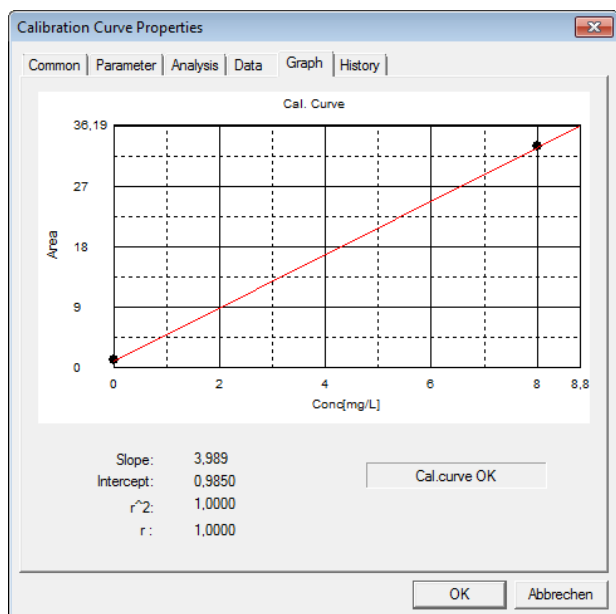 Calibration Curve Properties
Common Parameter Analysis Data Graph History
Cal. Curve
36,19
27
18
9
0
Area
0 2 4 6 8 8,8
Conc[mg/L]
Slope: 3,989
Intercept: 0,9850
r^2: 1,0000
r : 1,0000
Cal.curve OK
OK Abbrechen